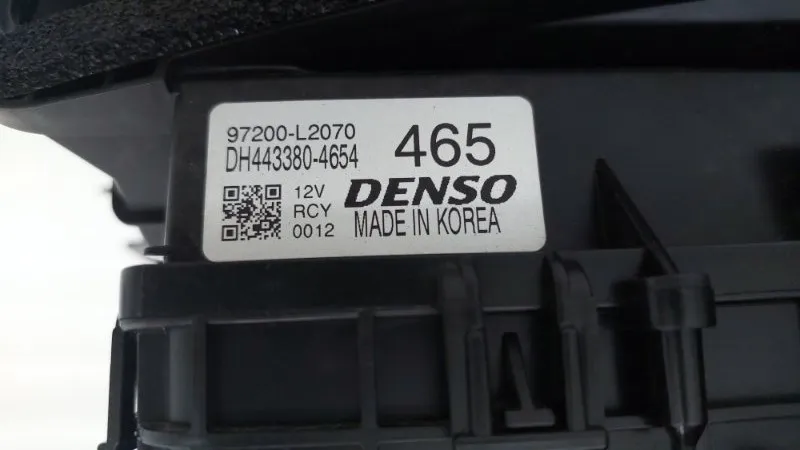 97200-L2070
DH443380-4654
465
12V
RCY
0012
DENSO
MADE IN KOREA